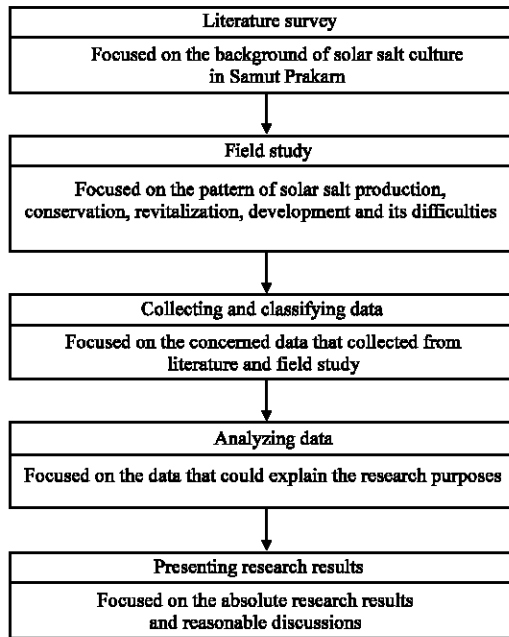 Literature survey
Focused on the background of solar salt culture
in Samut Prakarn
Field study
Focused on the pattern of solar salt production,
conservation, revitalization, development and its difficulties
Collecting and classifying data
Focused on the concerned data that collected from
literature and field study
Analyzing data
Focused on the data that could explain the research purposes
Presenting research results
Focused on the absolute research results
and reasonable discussions